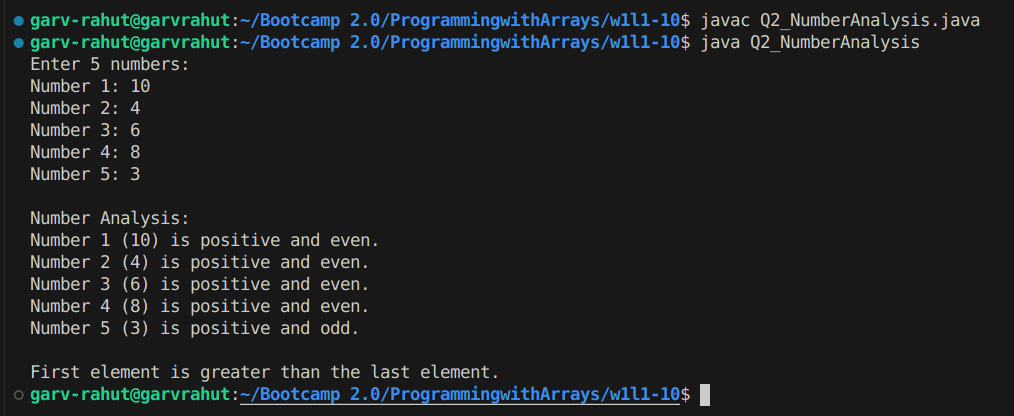 garv-rahut@garvrahut:~/Bootcamp 2.0/ProgrammingwithArrays/w1l1-10$ javac Q2_NumberAnalysis.java
garv-rahut@garvrahut:~/Bootcamp 2.0/ProgrammingwithArrays/w1l1-10$ java Q2_NumberAnalysis
Enter 5 numbers:
Number 1: 10
Number 2: 4
Number 3: 6
Number 4: 8
Number 5: 3

Number Analysis:
Number 1 (10) is positive and even.
Number 2 (4) is positive and even.
Number 3 (6) is positive and even.
Number 4 (8) is positive and even.
Number 5 (3) is positive and odd.

First element is greater than the last element.
garv-rahut@garvrahut:~/Bootcamp 2.0/ProgrammingwithArrays/w1l1-10$